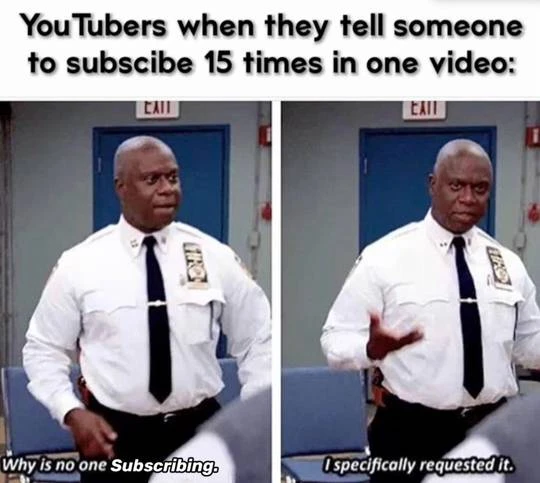 YouTubers when they tell someone
to subscibe 15 times in one video:
EXIT
EXIT
Why is no one Subscribing.
I specifically requested it.